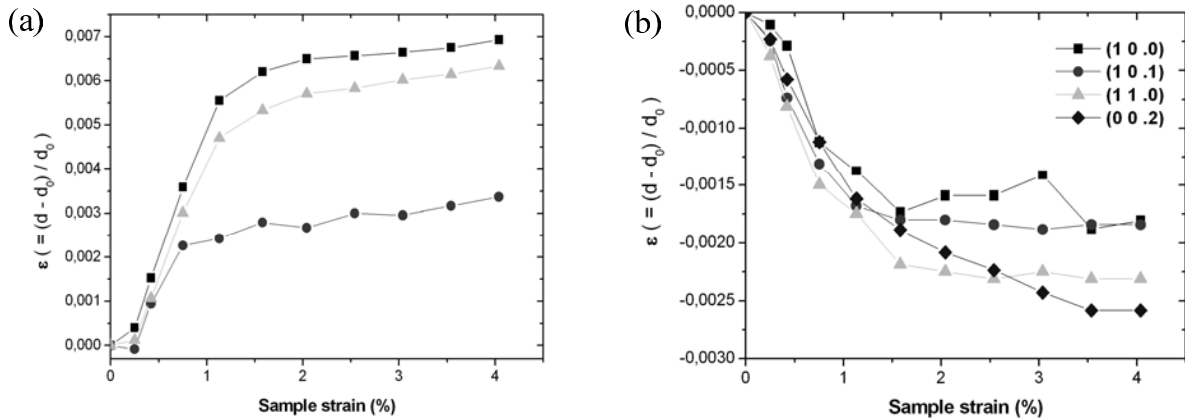 (a)
0,007
0,006
0,005
0,004
0,003
0,002
0,001
0,000
ε ( = (d - d0) / d0 )
0
1
2
3
4
Sample strain (%)
(b)
0,0000
-0,0005
-0,0010
-0,0015
-0,0020
-0,0025
-0,0030
ε ( = (d - d0) / d0 )
0
1
2
3
4
Sample strain (%)
(1 0 .0)
(1 0 .1)
(1 1 .0)
(0 0 .2)